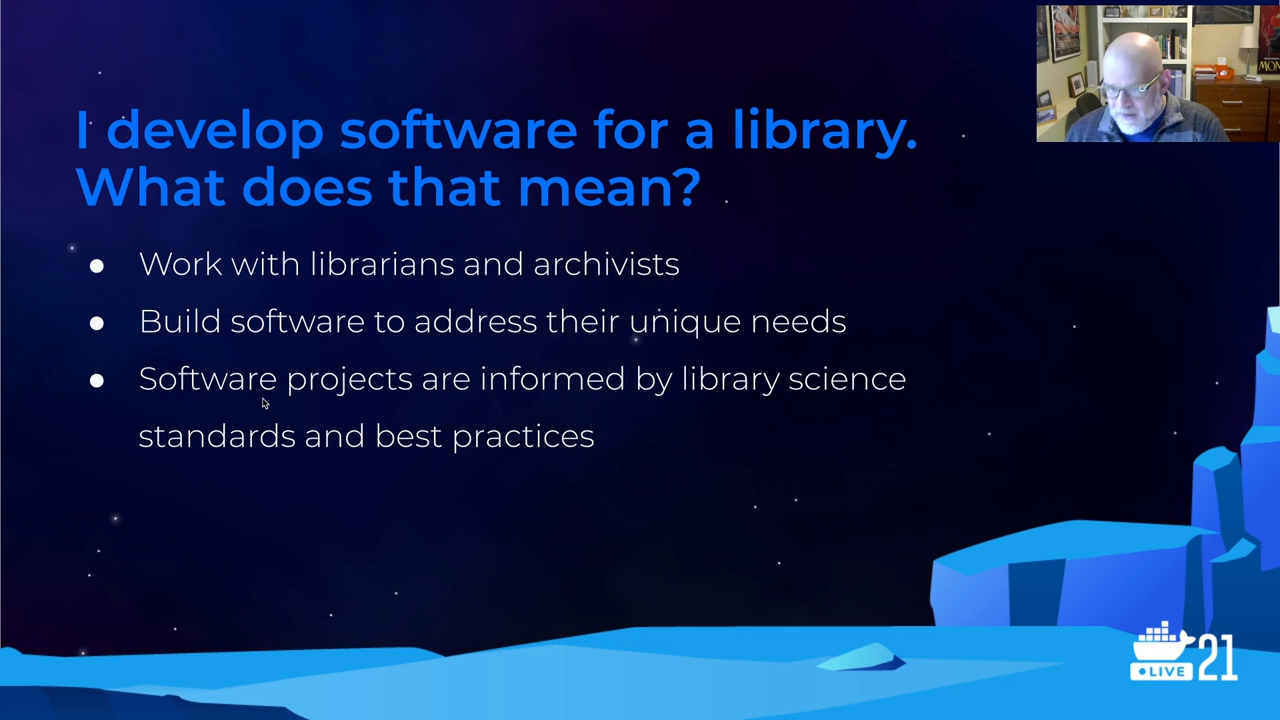 I develop software for a library.
What does that mean?
● Work with librarians and archivists
● Build software to address their unique needs
● Software projects are informed by library science
standards and best practices
MON
LIVE 21